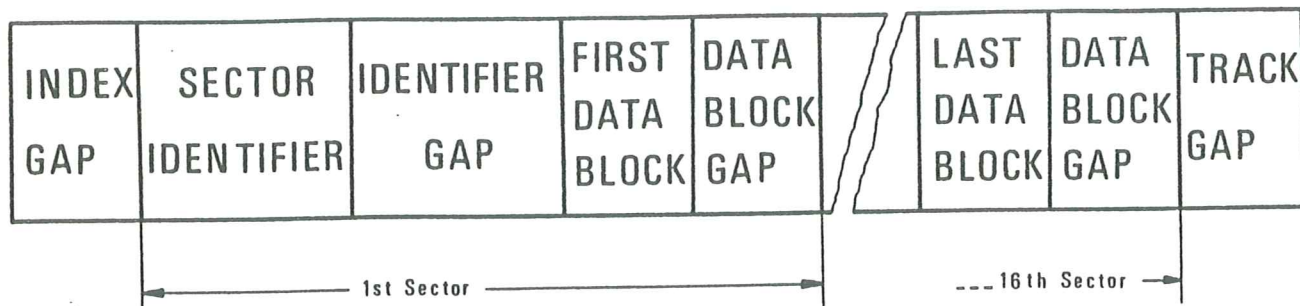 INDEX
GAP
SECTOR
IDENTIFIER
IDENTIFIER
GAP
FIRST
DATA
BLOCK
DATA
BLOCK
GAP
LAST
DATA
BLOCK
DATA
BLOCK
GAP
TRACK
GAP
1st Sector
___16th Sector